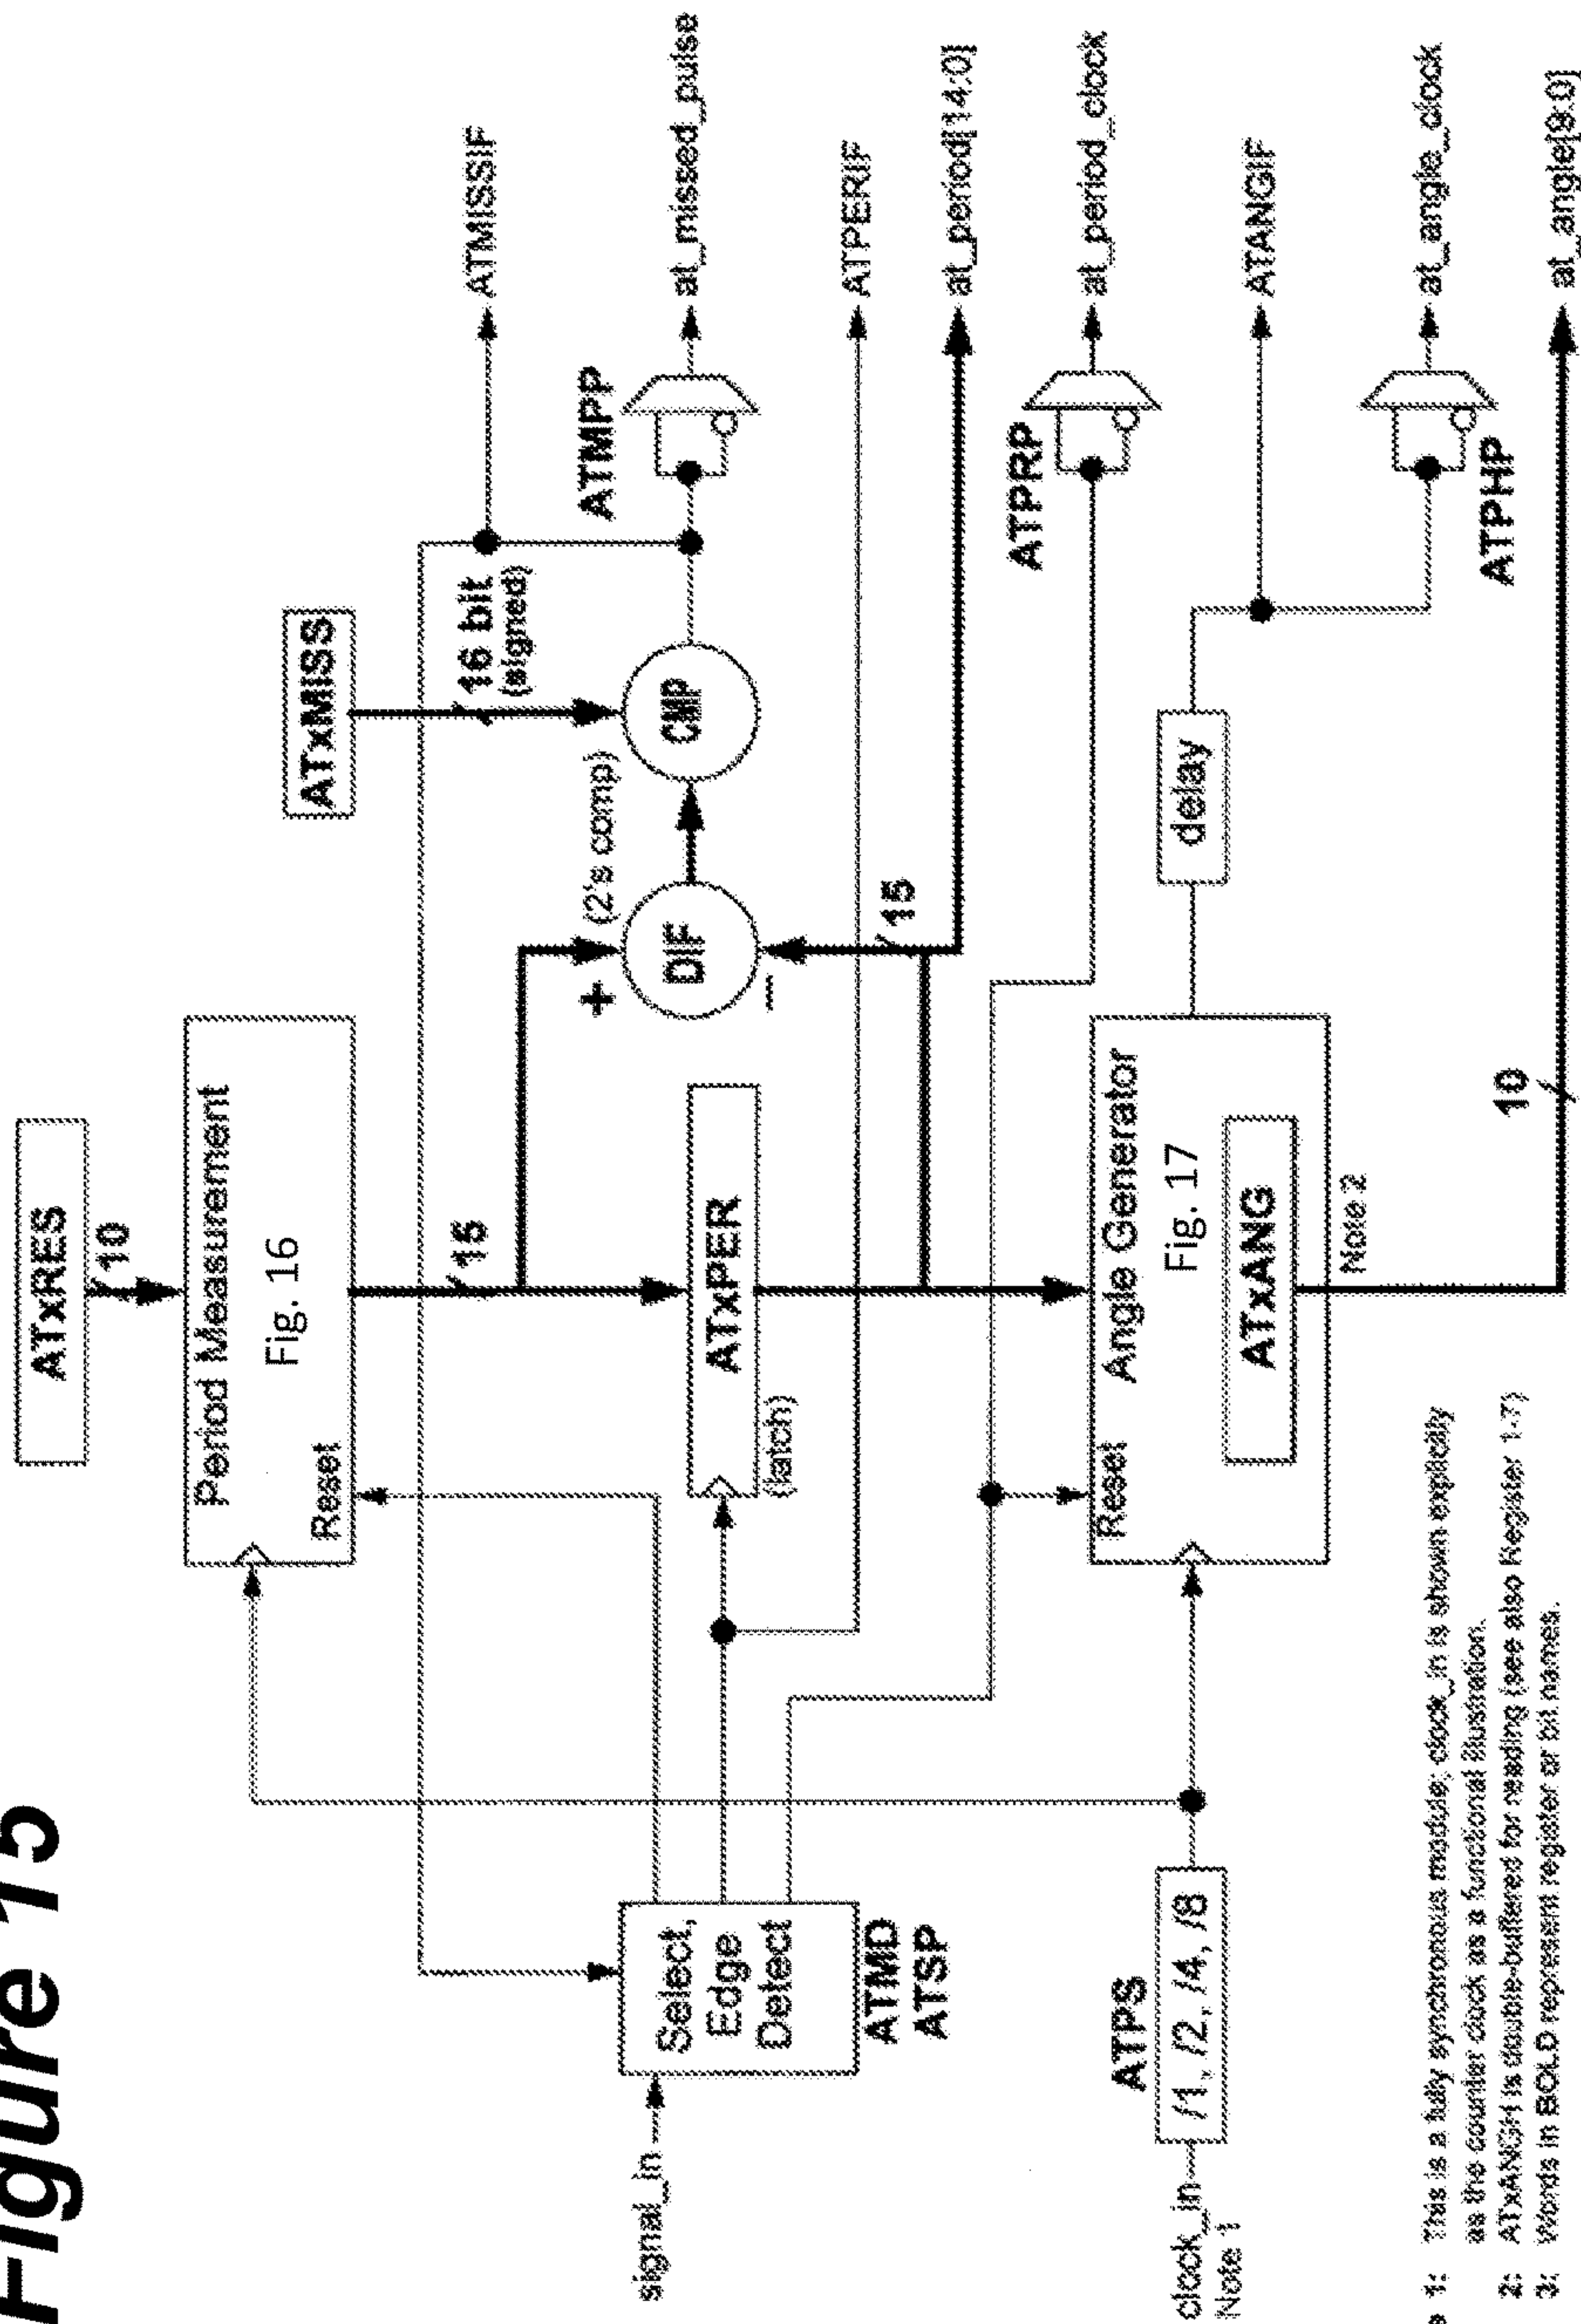 Figure 15
ATxRES
10
Period Measurement
Fig. 16
Reset
15
ATxMISS
16 bit
(signed)
ATMISSIF
ATMPP
at_missed_pulse
CMP
(2's comp)
DIF
+
–
15
ATPERIF
at_period[14:0]
ATxPER
(latch)
signal_in
Select,
Edge
Detect
ATMD
ATSP
ATPRP
at_period_clock
Reset
Angle Generator
Fig. 17
ATxANG
Note 2
delay
ATANGIF
at_angle_clock
ATPHP
10
at_angle[9:0]
ATPS
clock_in
/1, /2, /4, /8
Note 1
1: This is a fully synchronous module; clock_in is shown explicitly
as the counter clock as a functional illustration.
2: ATxANGH is double-buffered for reading (see also Register 1-7)
3: Words in BOLD represent register or bit names.